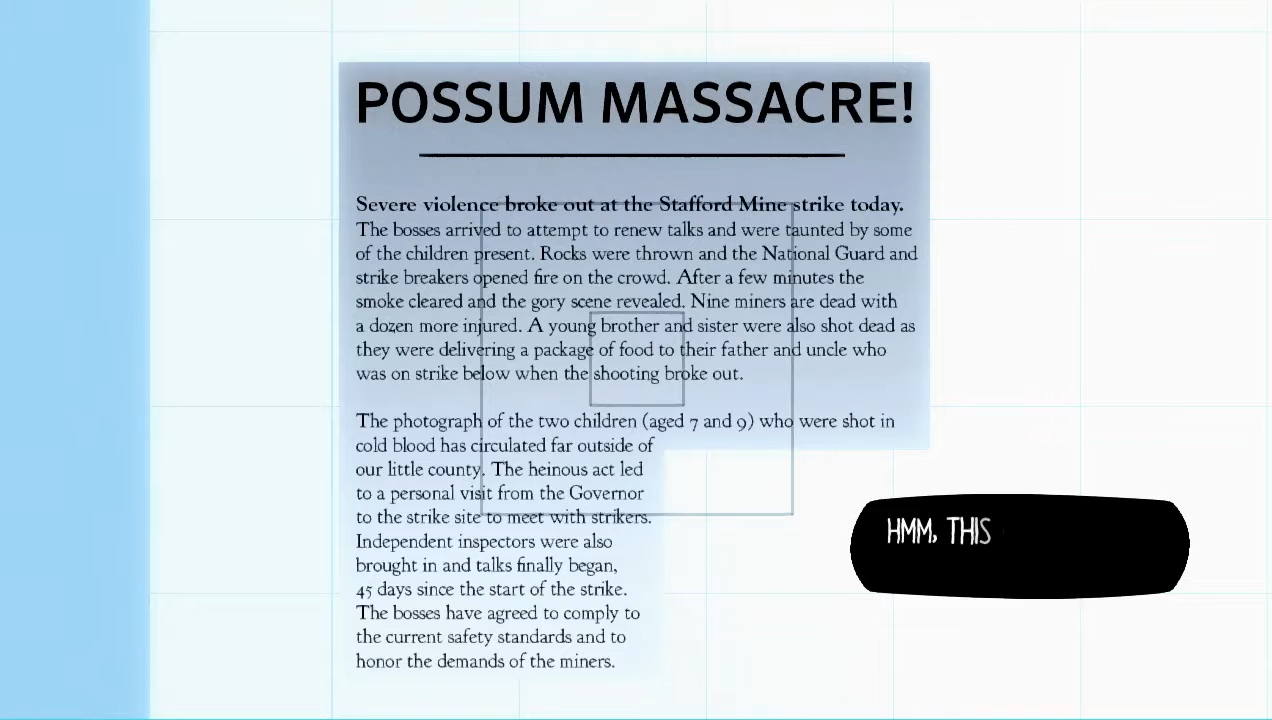 POSSUM MASSACRE!
Severe violence broke out at the Stafford Mine strike today.
The bosses arrived to attempt to renew talks and were taunted by some
of the children present. Rocks were thrown and the National Guard and
strike breakers opened fire on the crowd. After a few minutes the
smoke cleared and the gory scene revealed. Nine miners are dead with
a dozen more injured. A young brother and sister were also shot dead as
they were delivering a package of food to their father and uncle who
was on strike below when the shooting broke out.
The photograph of the two children (aged 7 and 9) who were shot in
cold blood has circulated far outside of
our little county. The heinous act led
to a personal visit from the Governor
to the strike site to meet with strikers.
Independent inspectors were also
brought in and talks finally began,
45 days since the start of the strike.
The bosses have agreed to comply to
the current safety standards and to
honor the demands of the miners.
HMM, THIS